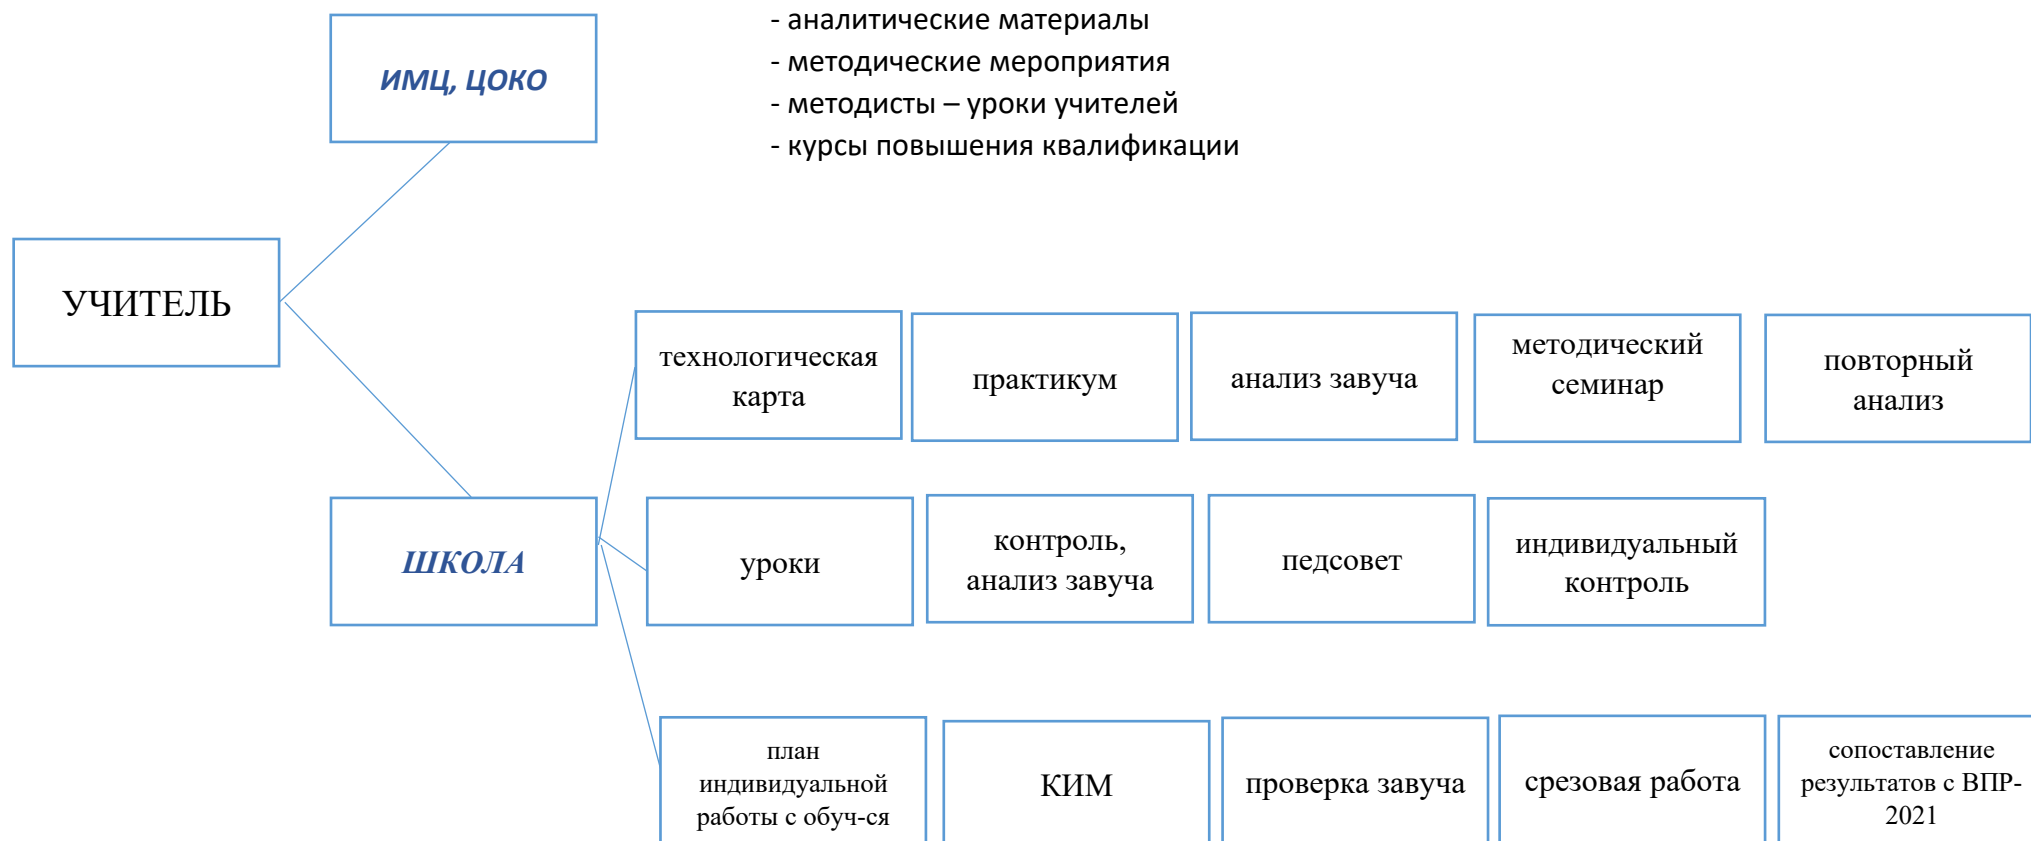 ИМЦ, ЦОКО
- аналитические материалы
- методические мероприятия
- методисты – уроки учителей
- курсы повышения квалификации
УЧИТЕЛЬ
технологическая
карта
практикум
анализ завуча
методический
семинар
повторный
анализ
ШКОЛА
уроки
контроль,
анализ завуча
педсовет
индивидуальный
контроль
план
индивидуальной
работы с обуч-ся
КИМ
проверка завуча
срезовая работа
сопоставление
результатов с ВПР-
2021